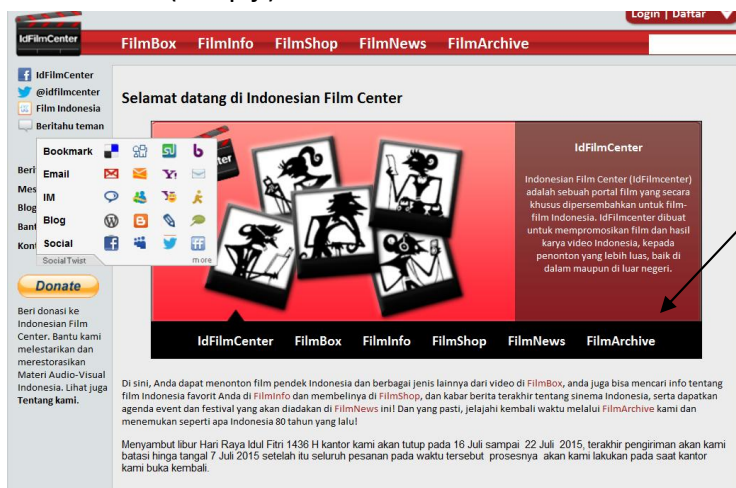 Login | Daftar
IdFilmCenter
FilmBox FilmInfo FilmShop FilmNews FilmArchive
IdFilmCenter
@idfilmcenter
Film Indonesia
Beritahu teman
Bookmark
Email
IM
Blog
Social
SocialTwist
more
Beri
Mes
Blog
Bant
Kon
Donate
Beri donasi ke
Indonesian Film
Center. Bantu kami
melestarikan dan
merestorasikan
Materi Audio-Visual
Indonesia. Lihat juga
Tentang kami.
Selamat datang di Indonesian Film Center
ter
IdFilmCenter
Indonesian Film Center (IdFilmcenter)
adalah sebuah portal film yang secara
khusus dipersembahkan untuk film-
film Indonesia. IdFilmcenter dibuat
untuk mempromosikan film dan hasil
karya video Indonesia, kepada
penonton yang lebih luas, baik di
dalam maupun di luar negeri.
IdFilmCenter FilmBox FilmInfo FilmShop FilmNews FilmArchive
Di sini, Anda dapat menonton film pendek Indonesia dan berbagai jenis lainnya dari video di FilmBox, anda juga bisa mencari info tentang
film Indonesia favorit Anda di FilmInfo dan membelinya di FilmShop, dan kabar berita terakhir tentang sinema Indonesia, serta dapatkan
agenda event dan festival yang akan diadakan di FilmNews ini! Dan yang pasti, jelajahi kembali waktu melalui FilmArchive kami dan
menemukan seperti apa Indonesia 80 tahun yang lalu!
Menyambut libur Hari Raya Idul Fitri 1436 H kantor kami akan tutup pada 16 Juli sampai 22 Juli 2015, terakhir pengiriman akan kami
batasi hingga tangal 7 Juli 2015 setelah itu seluruh pesanan pada waktu tersebut prosesnya akan kami lakukan pada saat kantor
kami buka kembali.